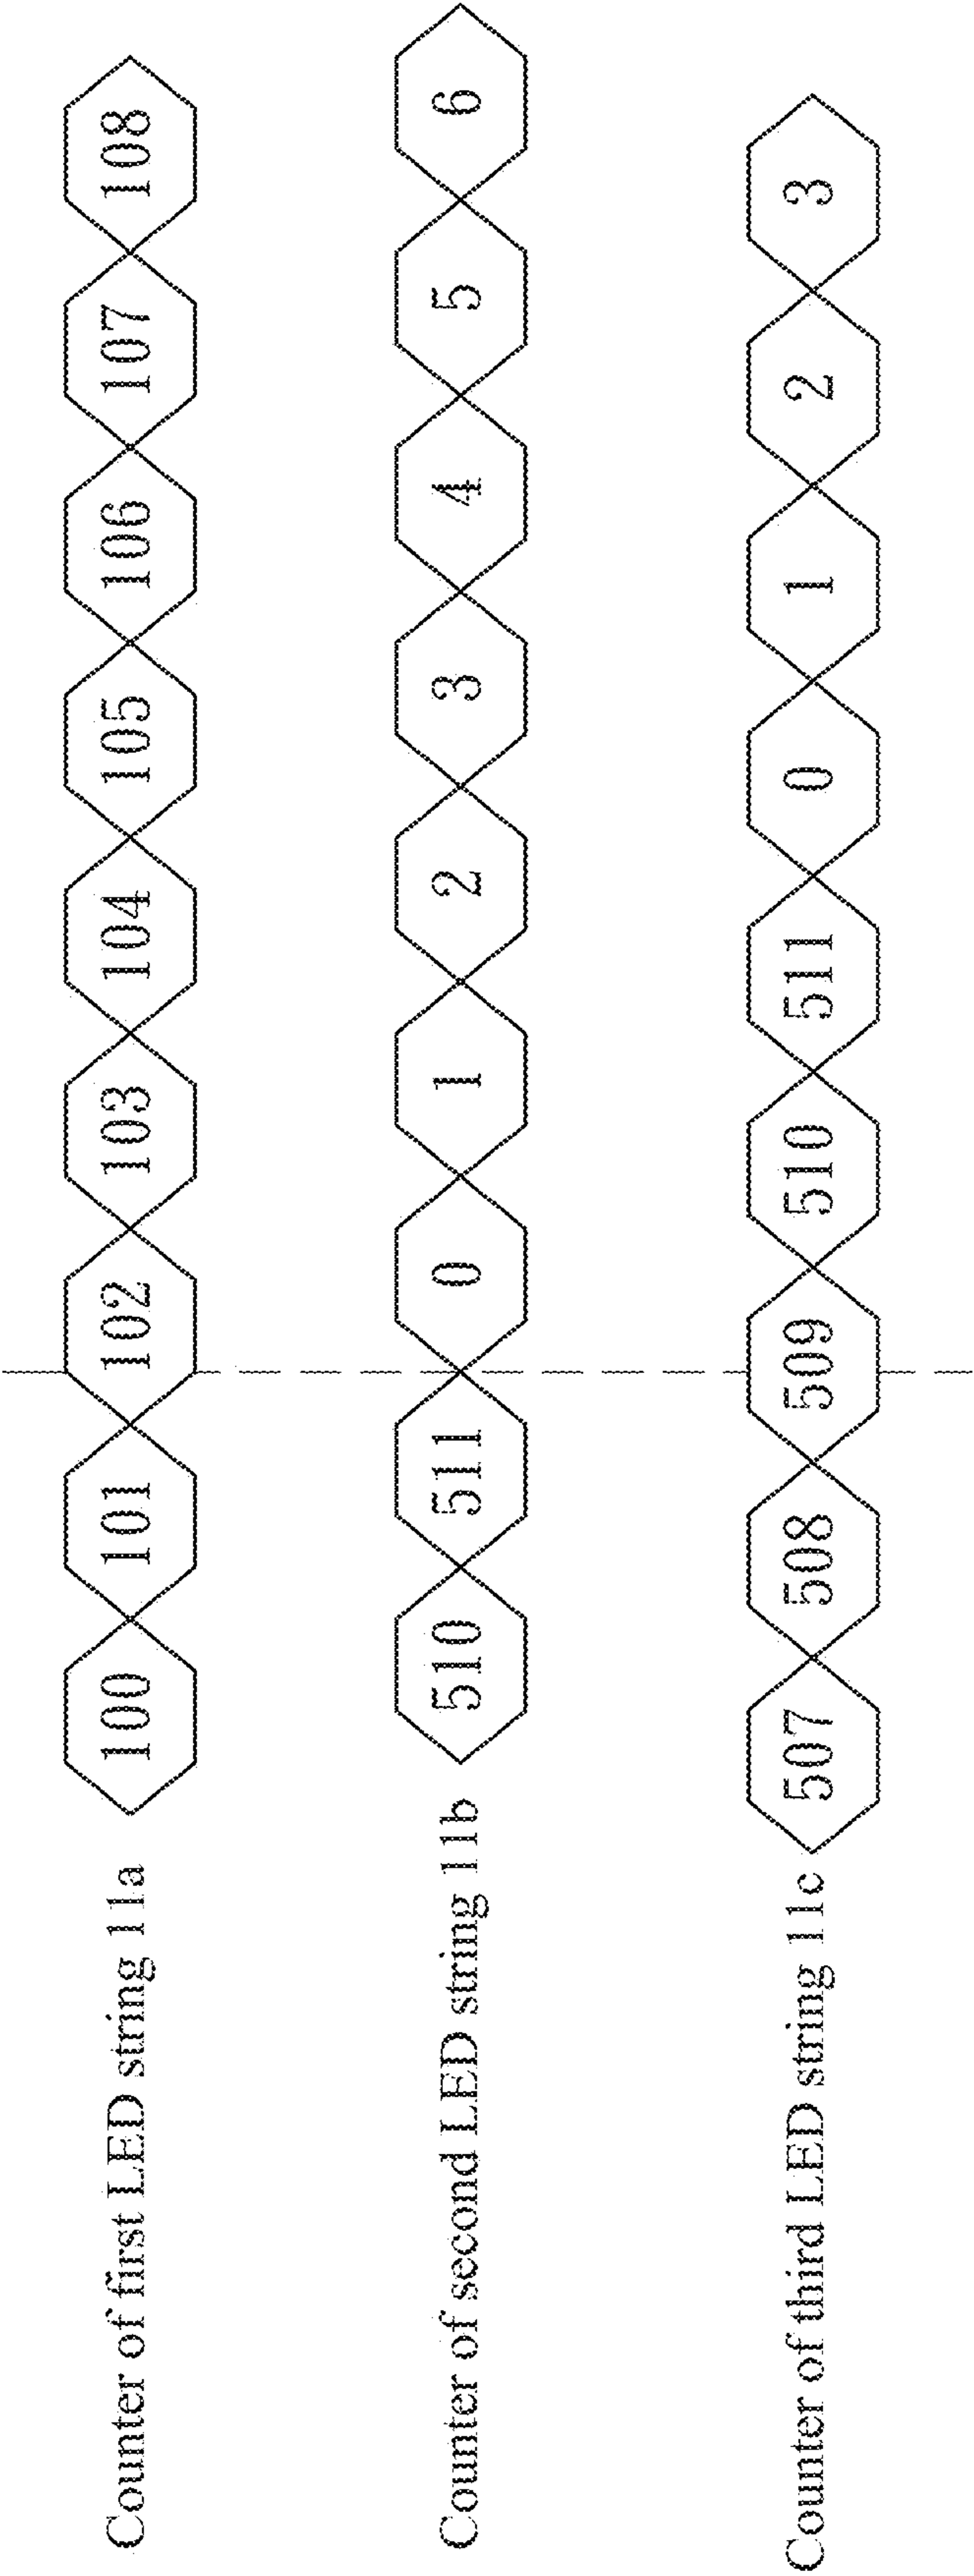 Counter of first LED string 11a 100 101 102 103 104 105 106 107 108
Counter of second LED string 11b 510 511 0 1 2 3 4 5 6
Counter of third LED string 11c 507 508 509 510 511 0 1 2 3